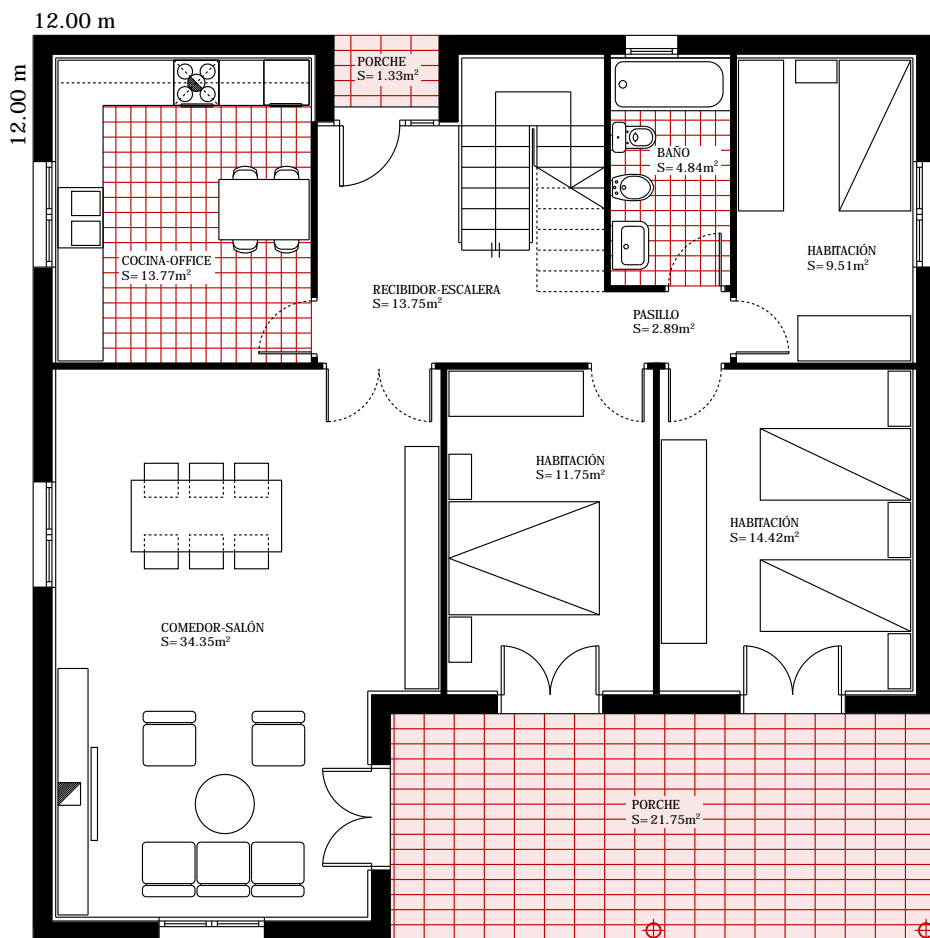 12.00 m
12.00 m
PORCHE
S=1.33m²
BAÑO
S=4.84m²
HABITACIÓN
S=9.51m²
COCINA-OFFICE
S=13.77m²
RECIBIDOR-ESCALERA
S=13.75m²
PASILLO
S=2.89m²
HABITACIÓN
S=11.75m²
HABITACIÓN
S=14.42m²
COMEDOR-SALÓN
S=34.35m²
PORCHE
S=21.75m²